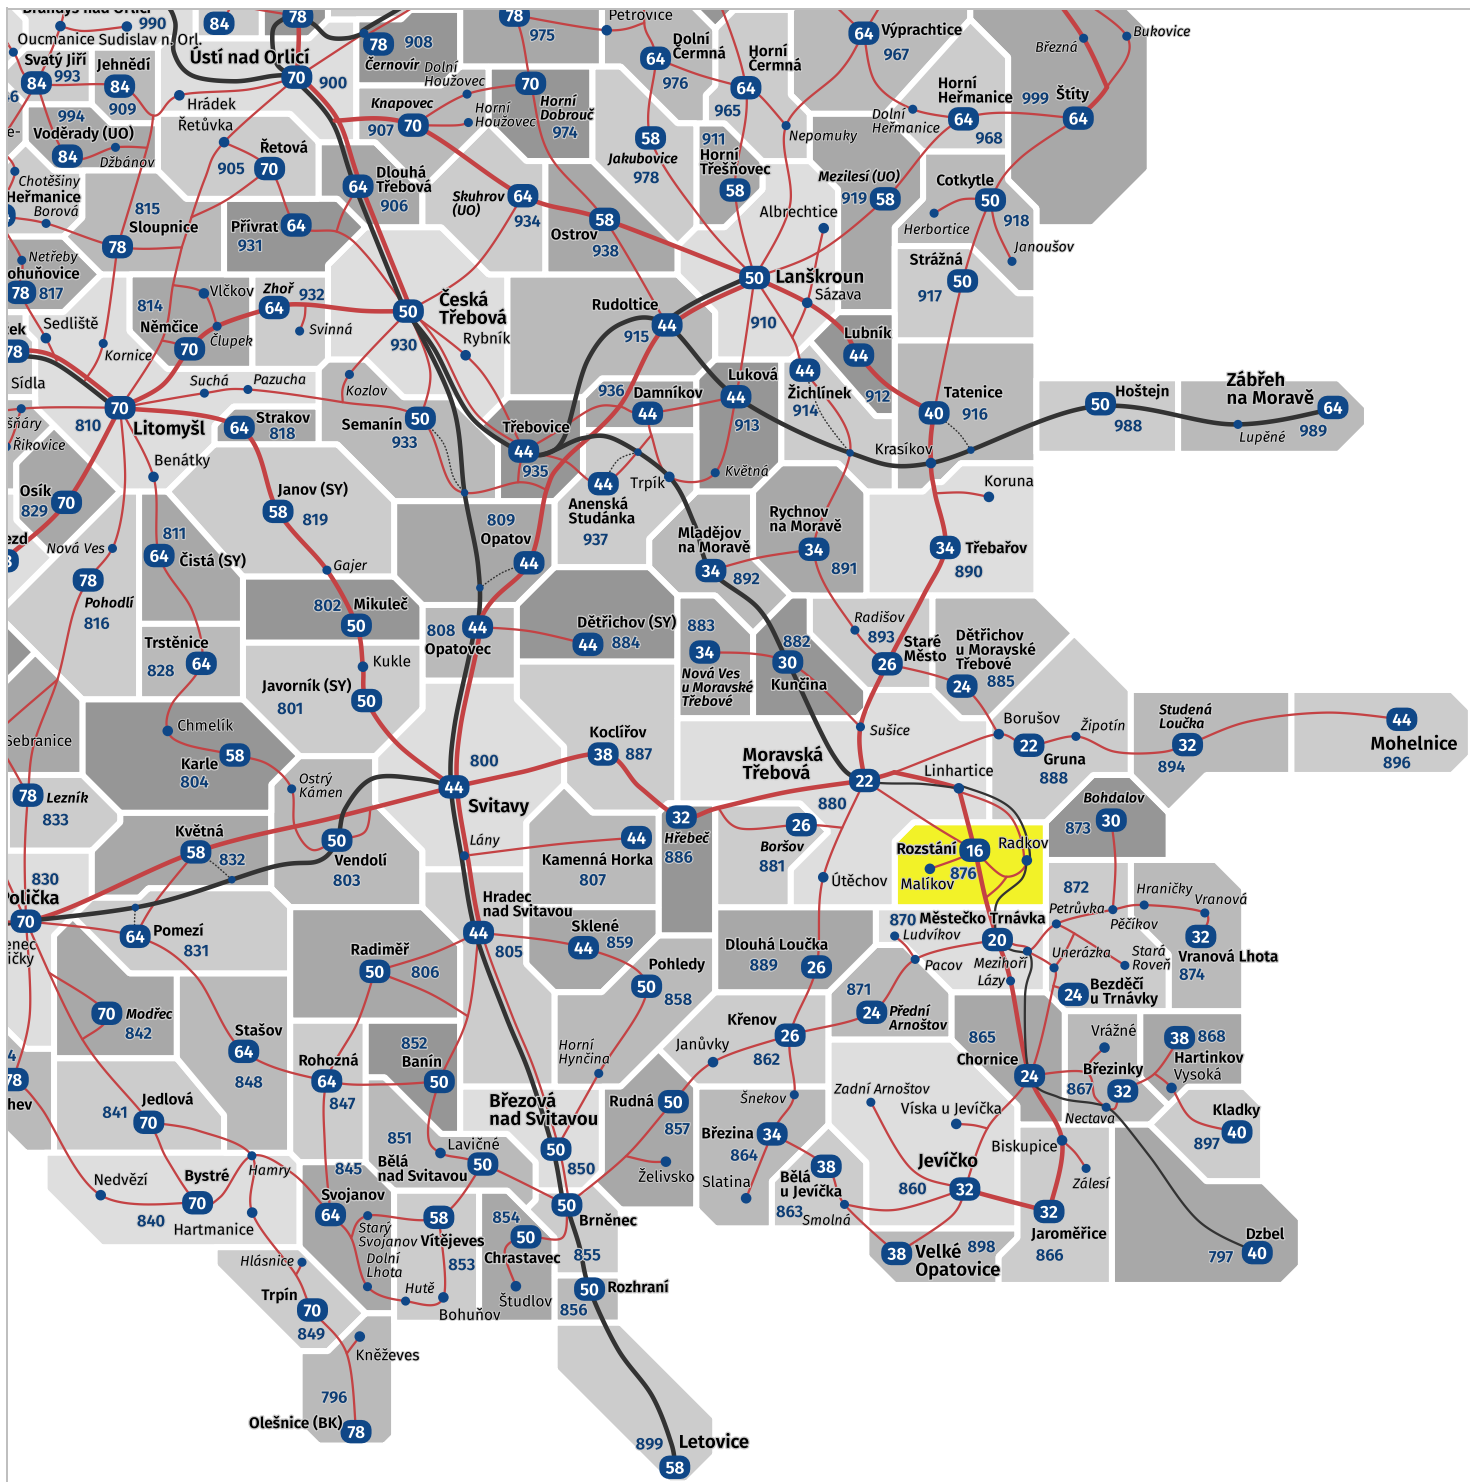 990
84
78
78
908
Černovír
78
975
Petrovice
64
Dolní
Čermná
976
Horní
Čermná
64
965
64
Výprachtice
967
Březná
Bukovice
Oucmanice
Sudislav n. Orl.
Ústí nad Orlicí
70
900
Svatý Jiří
993
84
Jehnědí
84
909
994
Hrádek
Dolní
Houžovec
Knapovec
907
70
Horní
Houžovec
70
Horní
Dobrouč
974
58
Jakubovice
978
911
Horní
Třešňovec
58
Nepomuky
Dolní
Heřmanice
Horní
Heřmanice
64
968
999
Štíty
64
Voděrady (UO)
84
Džbánov
Řetůvka
905
Řetová
70
64
Dlouhá
Třebová
906
Skuhrov
(UO)
64
934
58
Ostrov
938
Mezilesí (UO)
919
58
Cotkytle
50
918
Herbortice
Janoušov
Chotěšiny
Heřmanice
Borová
815
Sloupnice
78
Přívrat
64
931
Albrechtice
Netřeby
78
817
Strážná
50
917
50
Lanškroun
Sázava
910
Sedliště
814
Vlčkov
Němčice
Člupek
70
Zhoř
932
64
Svinná
50
Česká
Třebová
930
Rybník
Rudoltice
44
915
Lubník
44
912
78
Kornice
Sídla
Suchá
Pazucha
Kozlov
70
810
Litomyšl
64
Strakov
818
Semanín
50
933
Třebovice
44
935
936
Damníkov
44
Luková
44
913
44
Žichlínek
914
Tatenice
40
916
Krasíkov
50
Hoštejn
988
Zábřeh
na Moravě
64
Lupěné
989
Říkovice
Benátky
Osík
829
70
Nová Ves
Janov (SY)
58
819
811
64
Čistá (SY)
Gajer
44
Anenská
Studánka
937
Trpík
Květná
Rychnov
na Moravě
34
891
Koruna
34
Třebařov
890
809
Opatov
44
Mladějov
na Moravě
34
892
78
Pohodlí
816
802
Mikuleč
50
808
44
Opatovec
Dětřichov (SY)
44
884
883
34
Nová Ves
u Moravské
Třebové
882
30
Kunčina
Radišov
893
Staré
Město
26
Dětřichov
u Moravské
Třebové
24
885
Trstěnice
828
64
Kukle
Javorník (SY)
801
50
Chmelík
58
Karle
804
Sebranice
Ostrý
Kámen
800
44
Svitavy
Koclířov
38
887
Sušice
Moravská
Třebová
22
880
Borušov
Životín
22
Gruna
888
Studená
Loučka
32
894
44
Mohelnice
896
Linhartice
78
Lezník
833
Květná
58
832
50
Vendolí
803
Lány
44
Kamenná Horka
807
32
Hřebeč
886
26
Boršov
881
Útěchov
Rozstání
16
Radkov
Malíkov
876
Bohdalov
873
30
830
Polička
70
64
Pomezí
831
Hradec
nad Svitavou
44
805
Sklené
859
44
Radiměř
50
806
Pohledy
50
858
Dlouhá Loučka
889
26
870
Ludvíkov
Městečko Trnávka
20
Pacov
Mezihoří
Lázy
872
Petrůvka
Hraničky
Vranová
Pěčíkov
32
Vranová Lhota
874
Unerázka
Stará
Roveň
24
Bezděčí
u Trnávky
70
Modřec
842
Stašov
64
848
871
24
Přední
Arnoštov
Křenov
26
862
Janůvky
865
Chornice
24
Vrážné
Březinky
867
32
Nectava
38
868
Hartinkov
Vysoká
Kladky
897
40
Rohozná
64
847
852
Banín
50
Horní
Hynčina
Březová
nad Svitavou
50
850
Rudná
50
857
Želivsko
Šnekov
Zadní Arnoštov
Víska u Jevíčka
78
841
Jedlová
70
851
Lavičné
Bělá
nad Svitavou
50
Březina
34
864
Slatina
38
Bělá
u Jevíčka
863
Smolná
Jevíčko
860
32
Biskupice
Zálesí
32
Jaroměřice
866
Nedvězí
840
Bystré
70
Hartmanice
Hamry
845
Svojanov
64
Starý
Svojanov
Dolní
Lhota
58
Vítějeves
853
Hutě
Bohuňov
854
50
Chrastavec
Študlov
50
Brněnec
855
50
Rozhraní
856
38
Velké
Opatovice
898
797
Dzbel
40
Hlásnice
Trpín
70
849
Kněževes
796
Olešnice (BK)
78
899
Letovice
58